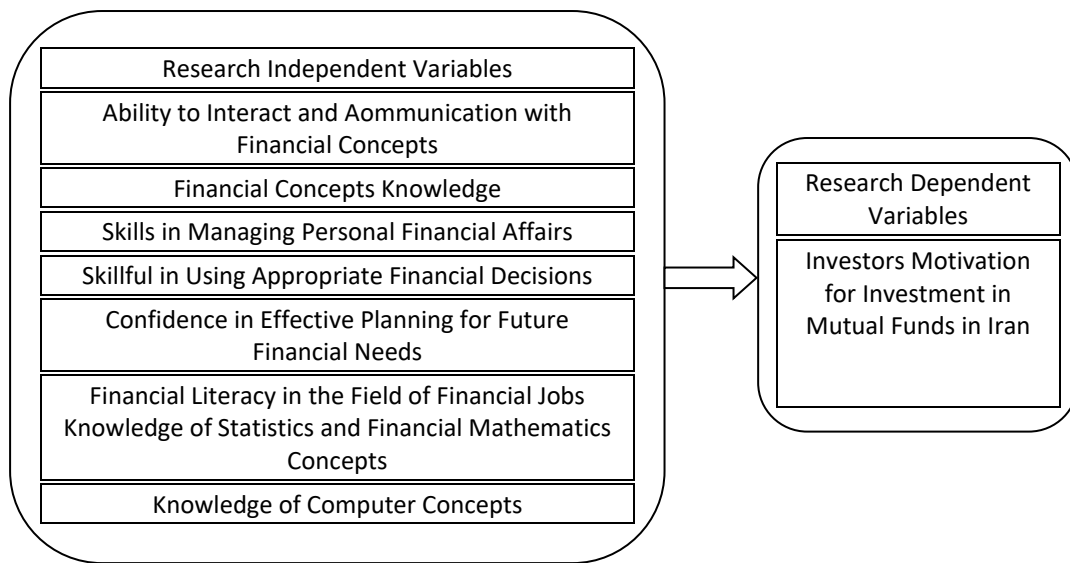 Research Independent Variables
Ability to Interact and Aommunication with
Financial Concepts
Financial Concepts Knowledge
Skills in Managing Personal Financial Affairs
Skillful in Using Appropriate Financial Decisions
Confidence in Effective Planning for Future
Financial Needs
Financial Literacy in the Field of Financial Jobs
Knowledge of Statistics and Financial Mathematics
Concepts
Knowledge of Computer Concepts
Research Dependent
Variables
Investors Motivation
for Investment in
Mutual Funds in Iran